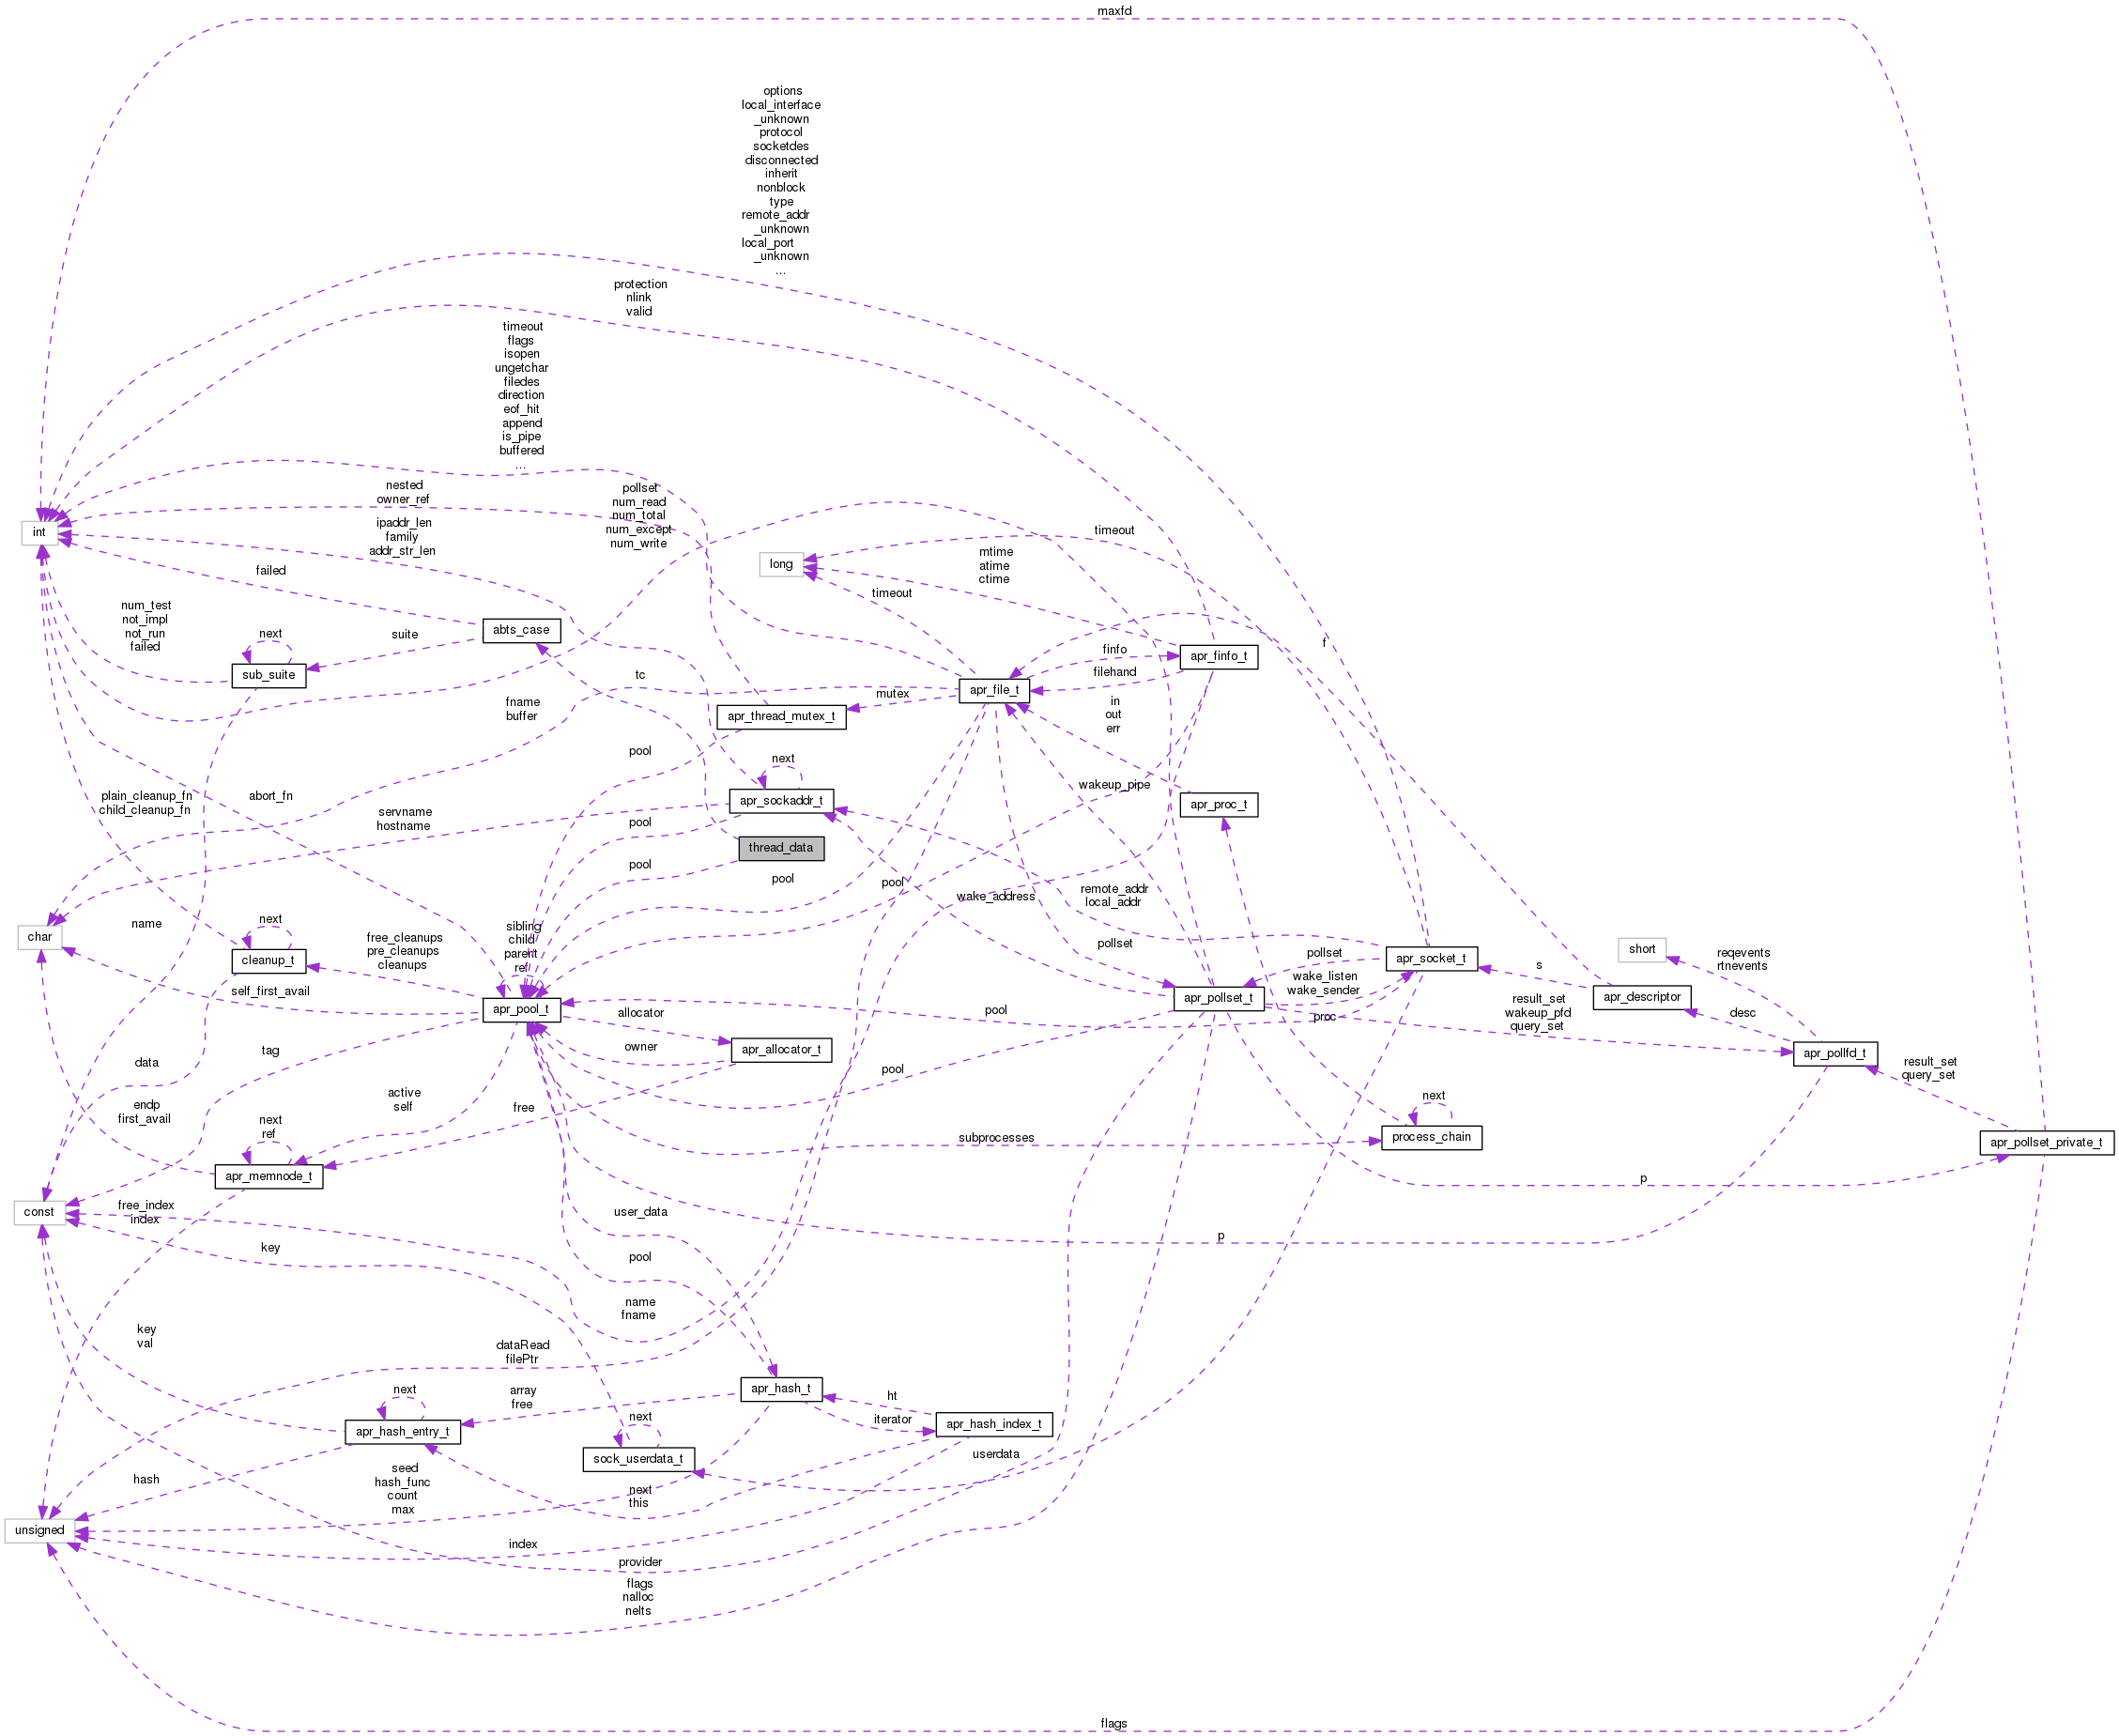 maxfd
options
local_interface
_unknown
protocol
socketdes
disconnected
inherit
nonblock
type
remote_addr
_unknown
local_port
_unknown
...
protection
nlink
valid
timeout
flags
isopen
ungetchar
filedes
direction
eof_hit
append
is_pipe
buffered
...
nested
owner_ref
pollset
num_read
num_total
num_except
num_write
int
ipaddr_len
family
addr_str_len
timeout
long
mtime
atime
ctime
failed
timeout
num_test
not_impl
not_run
failed
next
suite
abts_case
sub_suite
f
finfo
apr_finfo_t
filehand
tc
apr_file_t
mutex
fname
buffer
apr_thread_mutex_t
in
out
err
pool
next
wakeup_pipe
plain_cleanup_fn
child_cleanup_fn
abort_fn
apr_sockaddr_t
apr_proc_t
servname
hostname
pool
thread_data
pool
pool
pool
wake_address
remote_addr
local_addr
name
next
char
cleanup_t
free_cleanups
pre_cleanups
cleanups
sibling
child
parent
ref
pollset
pollset
apr_socket_t
short
reqevents
rtnevents
s
self_first_avail
apr_pool_t
allocator
pool
apr_pollset_t
wake_listen
wake_sender
proc
apr_descriptor
result_set
wakeup_pfd
query_set
desc
tag
owner
apr_allocator_t
apr_pollfd_t
data
pool
result_set
query_set
active
self
free
next
endp
first_avail
next
ref
subprocesses
process_chain
apr_pollset_private_t
apr_memnode_t
p
const
free_index
index
user_data
p
key
pool
name
fname
key
val
dataRead
filePtr
apr_hash_t
next
array
free
ht
iterator
apr_hash_index_t
apr_hash_entry_t
next
sock_userdata_t
userdata
hash
seed
hash_func
count
max
next
this
unsigned
index
provider
flags
nalloc
nelts
flags